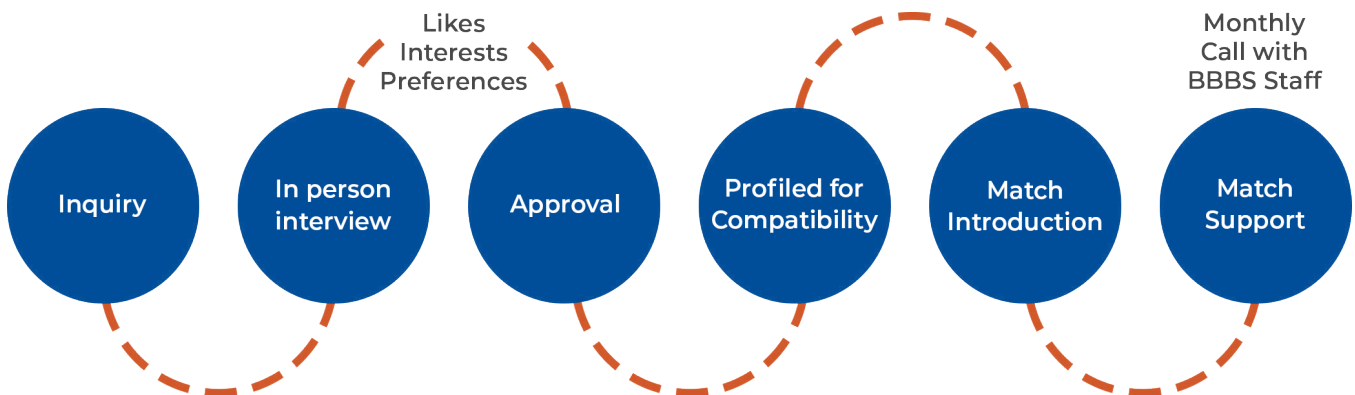 Likes
Interests
Preferences
Monthly
Call with
BBBS Staff
Inquiry
In person
interview
Approval
Profiled for
Compatibility
Match
Introduction
Match
Support